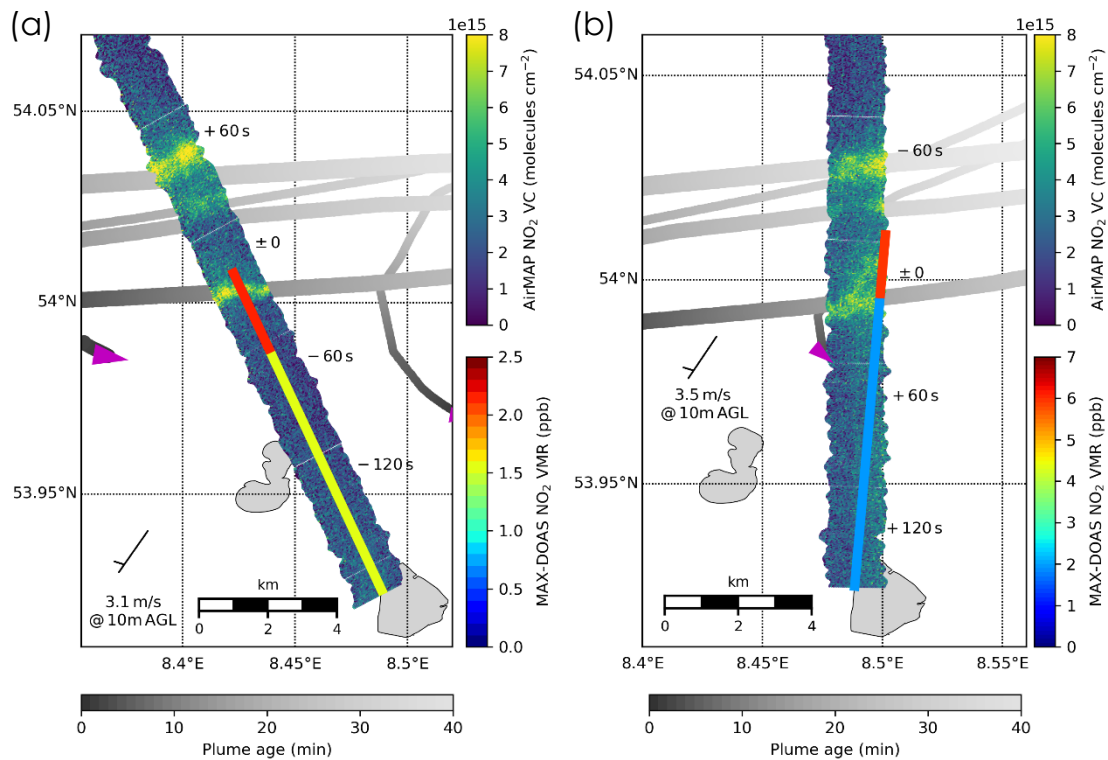 (a)
1e15
54.05°N
54°N
53.95°N
+ 60 s
± 0
− 60 s
− 120 s
3.1 m/s
@ 10m AGL
km
0 2 4
8.4°E 8.45°E 8.5°E
8
7
6
5
4
3
2
1
0
AirMAP NO₂ VC (molecules cm⁻²)
2.5
2.0
1.5
1.0
0.5
0.0
MAX-DOAS NO₂ VMR (ppb)
0 10 20 30 40
Plume age (min)
(b)
1e15
54.05°N
54°N
53.95°N
− 60 s
± 0
+ 60 s
+ 120 s
3.5 m/s
@ 10m AGL
km
0 2 4
8.4°E 8.45°E 8.5°E 8.55°E
8
7
6
5
4
3
2
1
0
AirMAP NO₂ VC (molecules cm⁻²)
7
6
5
4
3
2
1
0
MAX-DOAS NO₂ VMR (ppb)
0 10 20 30 40
Plume age (min)